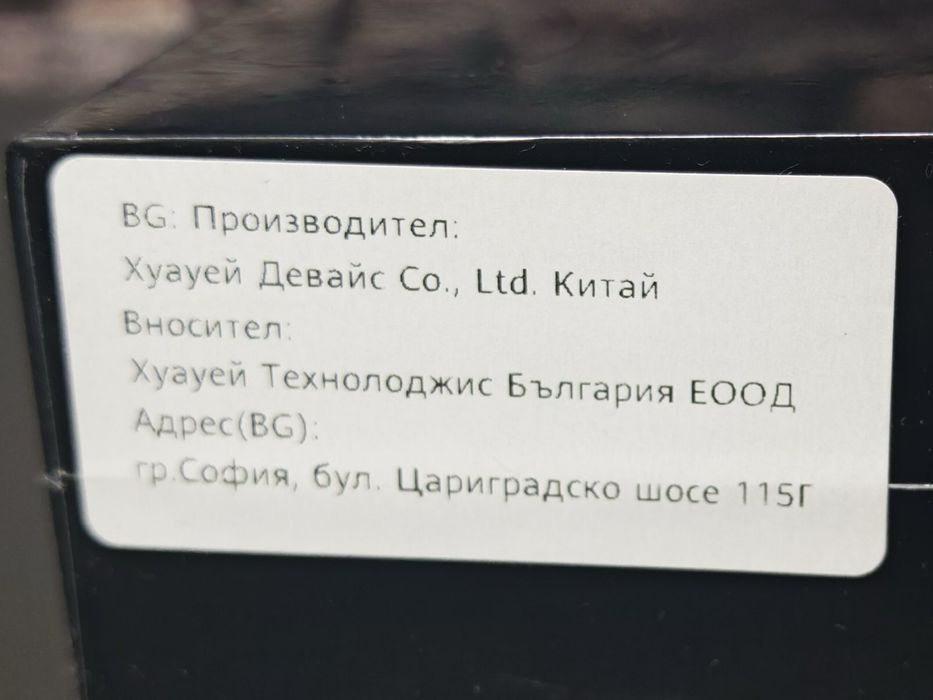 BG: Производител:
Хуауей Девайс Co., Ltd. Китай
Вносител:
Хуауей Технолоджис България ЕООД
Адрес(BG):
гр.София, бул. Цариградско шосе 115Г